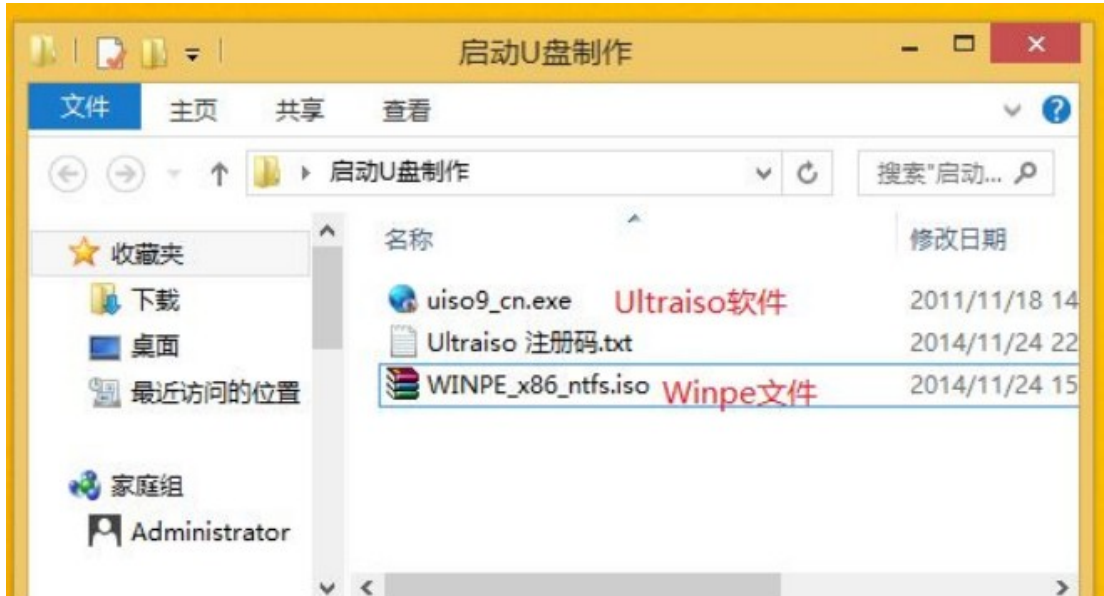 启动U盘制作
文件 主页 共享 查看
启动U盘制作 搜索"启动...
收藏夹
下载
桌面
最近访问的位置
家庭组
Administrator
名称 修改日期
uiso9_cn.exe Ultraiso软件 2011/11/18 14
Ultraiso 注册码.txt 2014/11/24 22
WINPE_x86_ntfs.iso Winpe文件 2014/11/24 15